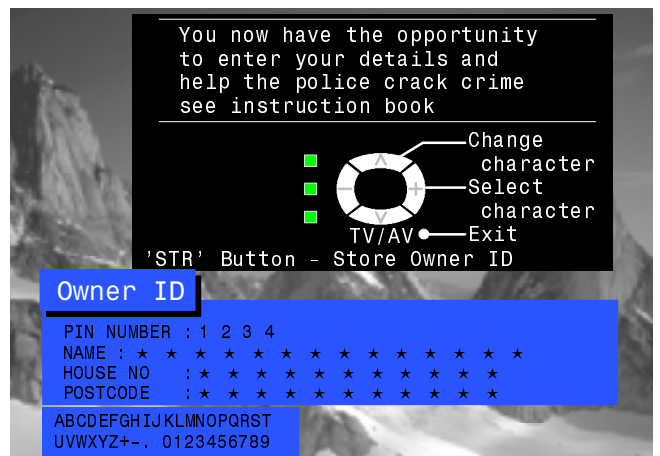 You now have the opportunity
to enter your details and
help the police crack crime
see instruction book
Change
character
Select
character
TV/AV Exit
'STR' Button - Store Owner ID
Owner ID
PIN NUMBER : 1 2 3 4
NAME : ★ ★ ★ ★ ★ ★ ★ ★ ★ ★ ★ ★ ★ ★
HOUSE NO : ★ ★ ★ ★ ★ ★ ★ ★ ★ ★ ★
POSTCODE : ★ ★ ★ ★ ★ ★ ★ ★ ★ ★ ★
ABCDEFGHIJKLMNOPQRST
UVWXYZ+-. 0123456789